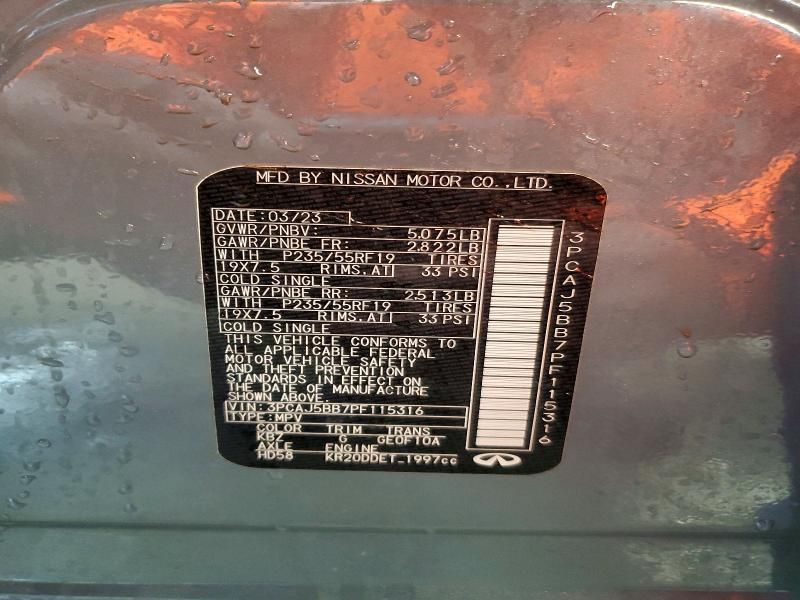 MFD BY NISSAN MOTOR CO.,LTD.
DATE:03/23
GVWR/PNBV: 5,075LB
GAWR/PNBE FR: 2,822LB
WITH P235/55RF19 TIRES
19X7.5 RIMS.AT 33 PSI
COLD SINGLE
GAWR/PNBE RR: 2,513LB
WITH P235/55RF19 TIRES
19X7.5 RIMS.AT 33 PSI
COLD SINGLE
THIS VEHICLE CONFORMS TO
ALL APPLICABLE FEDERAL
MOTOR VEHICLE SAFETY
AND THEFT PREVENTION
STANDARDS IN EFFECT ON
THE DATE OF MANUFACTURE
SHOWN ABOVE.
VIN: 3PCAJ5BB7PF115316
TYPE: MPV
COLOR TRIM TRANS
KBZ G GE0F10A
AXLE ENGINE
HD58 KR20DDET 1997cc
3PCAJ5BB7PF115316